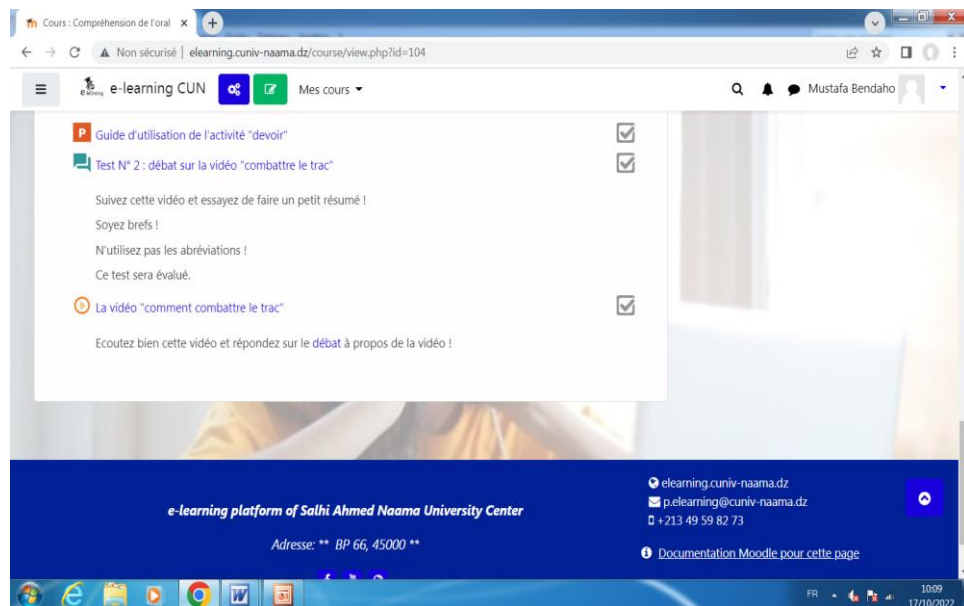 Cours : Compréhension de l'oral
Non sécurisé | elearning.cuniv-naama.dz/course/view.php?id=104
e-learning CUN Mes cours Mustafa Bendaho
Guide d'utilisation de l'activité "devoir"
Test N° 2 : débat sur la vidéo "combattre le trac"
Suivez cette vidéo et essayez de faire un petit résumé !
Soyez brefs !
N'utilisez pas les abréviations !
Ce test sera évalué.
La vidéo "comment combattre le trac"
Ecoutez bien cette vidéo et répondez sur le débat à propos de la vidéo !
e-learning platform of Salhi Ahmed Naama University Center
Adresse: ** BP 66, 45000 **
elearning.cuniv-naama.dz
p.elearning@cuniv-naama.dz
+213 49 59 82 73
Documentation Moodle pour cette page
FR
10:09
17/10/2022